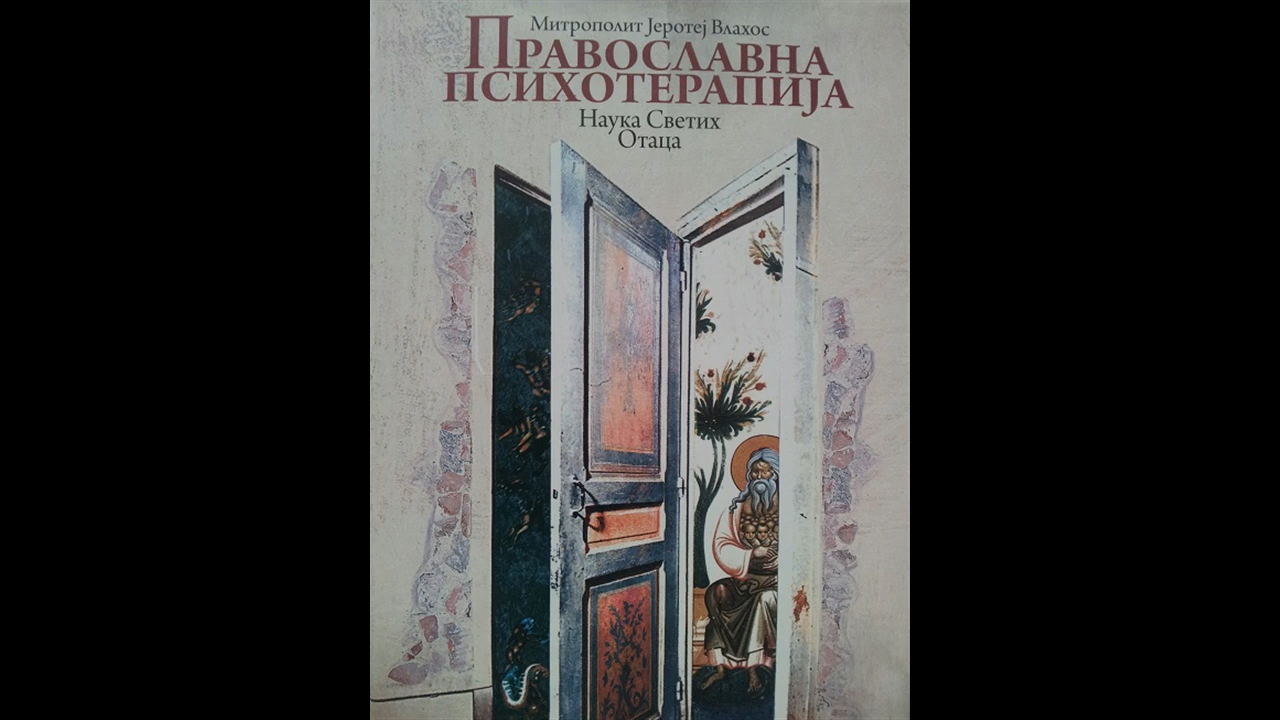 Митрополит Јеротеј Влахос
Православна
психотерапија
Наука Светих
Отаца